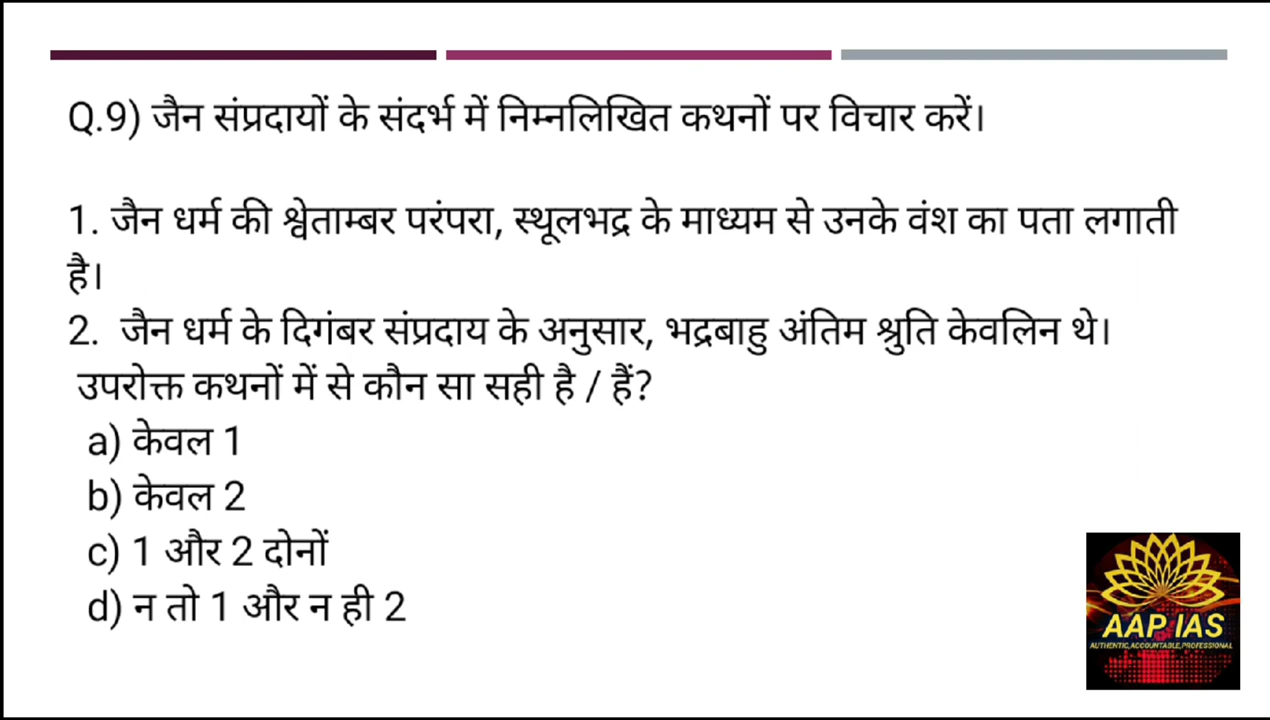 Q.9) जैन संप्रदायों के संदर्भ में निम्नलिखित कथनों पर विचार करें।
1. जैन धर्म की श्वेताम्बर परंपरा, स्थूलभद्र के माध्यम से उनके वंश का पता लगाती
है।
2. जैन धर्म के दिगंबर संप्रदाय के अनुसार, भद्रबाहु अंतिम श्रुति केवलिन थे।
उपरोक्त कथनों में से कौन सा सही है / हैं?
a) केवल 1
b) केवल 2
c) 1 और 2 दोनों
d) न तो 1 और न ही 2
AAP IAS
AUTHENTIC,ACCOUNTABLE,PROFESSIONAL